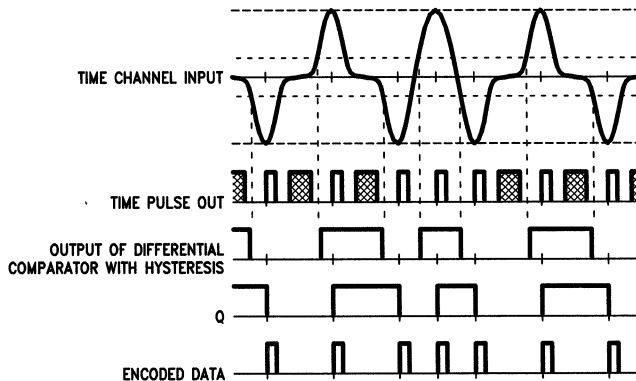 TIME CHANNEL INPUT
TIME PULSE OUT
OUTPUT OF DIFFERENTIAL
COMPARATOR WITH HYSTERESIS
Q
ENCODED DATA